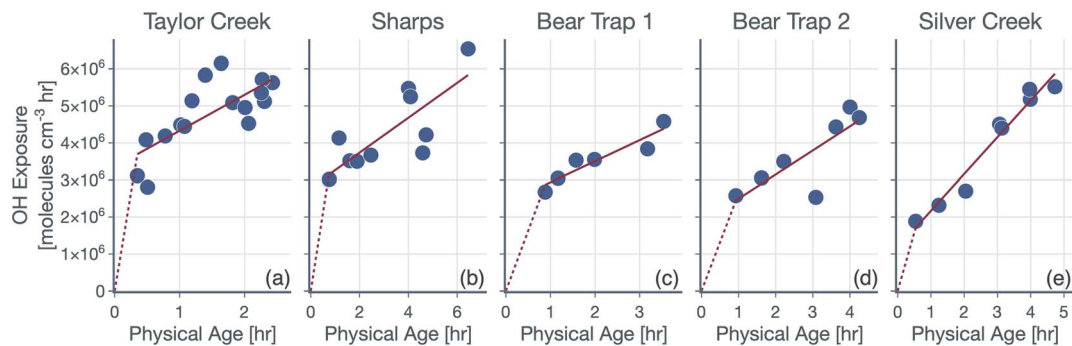 Taylor Creek Sharps Bear Trap 1 Bear Trap 2 Silver Creek
OH Exposure
[molecules cm⁻³ hr]
6×10⁶
5×10⁶
4×10⁶
3×10⁶
2×10⁶
1×10⁶
0
(a) (b) (c) (d) (e)
0 1 2 0 2 4 6 0 1 2 3 0 1 2 3 4 0 1 2 3 4 5
Physical Age [hr] Physical Age [hr] Physical Age [hr] Physical Age [hr] Physical Age [hr]